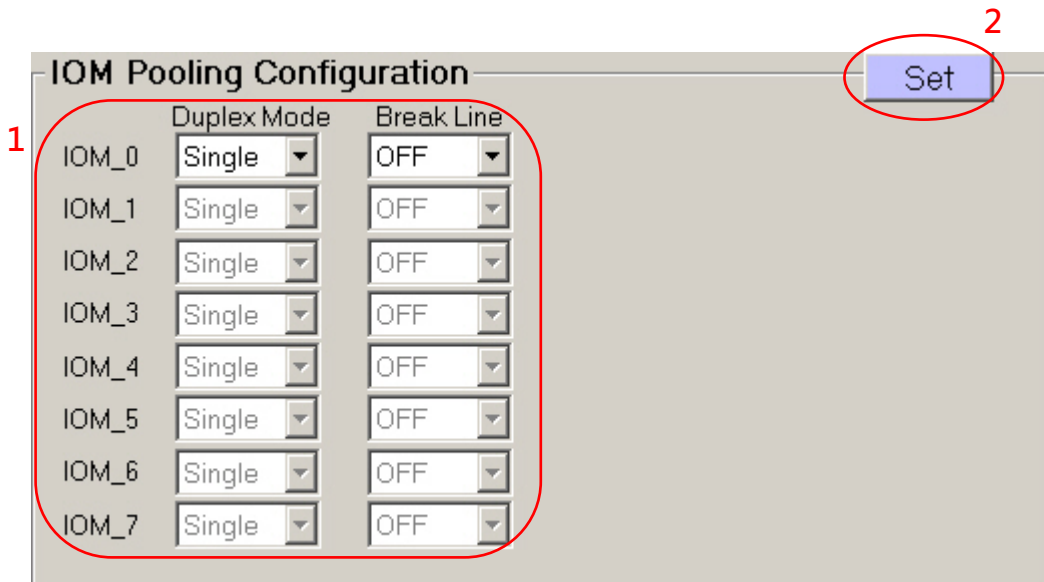 2
IOM Pooling Configuration Set
Duplex Mode Break Line
1
IOM_0 Single OFF
IOM_1 Single OFF
IOM_2 Single OFF
IOM_3 Single OFF
IOM_4 Single OFF
IOM_5 Single OFF
IOM_6 Single OFF
IOM_7 Single OFF